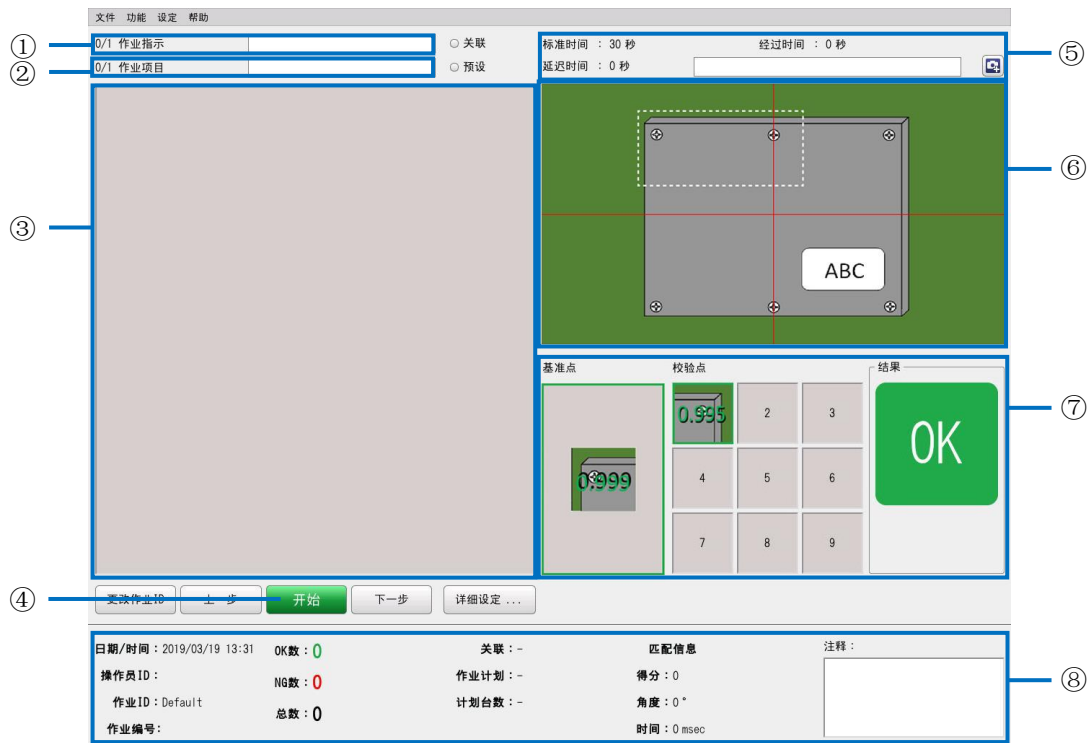 文件 功能 设定 帮助
① 0/1 作业指示 ○ 关联
② 0/1 作业项目 ○ 预设
标准时间 : 30 秒 经过时间 : 0 秒 ⑤
延迟时间 : 0 秒
③
ABC
⑥
基准点 校验点 结果
0.999
0.995 2 3
4 5 6
7 8 9
OK
⑦
④ 更改作业ID 上一步 开始 下一步 详细设定 ...
日期/时间：2019/03/19 13:31
操作员ID：
作业ID：Default
作业编号：
OK数：0
NG数：0
总数：0
关联：-
作业计划：-
计划台数：-
匹配信息
得分：0
角度：0°
时间：0 msec
注释：
⑧